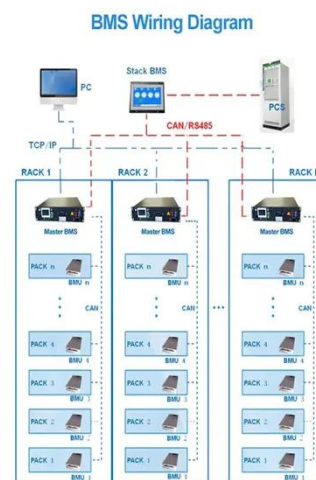 BMS Wiring Diagram
Stack BMS
PC
PCS
CAN/RS485
TCP/IP
RACK 1
RACK 2
RACK
Master BMS
Master BMS
Master BMS
PACK n
PACK n
PACK n
BMU n
BMU n
BMU n
CAN
CAN
...
PACK 4
PACK 4
PACK 4
BMU 4
BMU 4
BMU 4
PACK 3
PACK 3
PACK 3
BMU 3
BMU 3
BMU 3
PACK 2
PACK 2
PACK 2
BMU 2
BMU 2
BMU 2
PACK 1
PACK 1
PACK 1
BMU 1
BMU 1
BMU 1